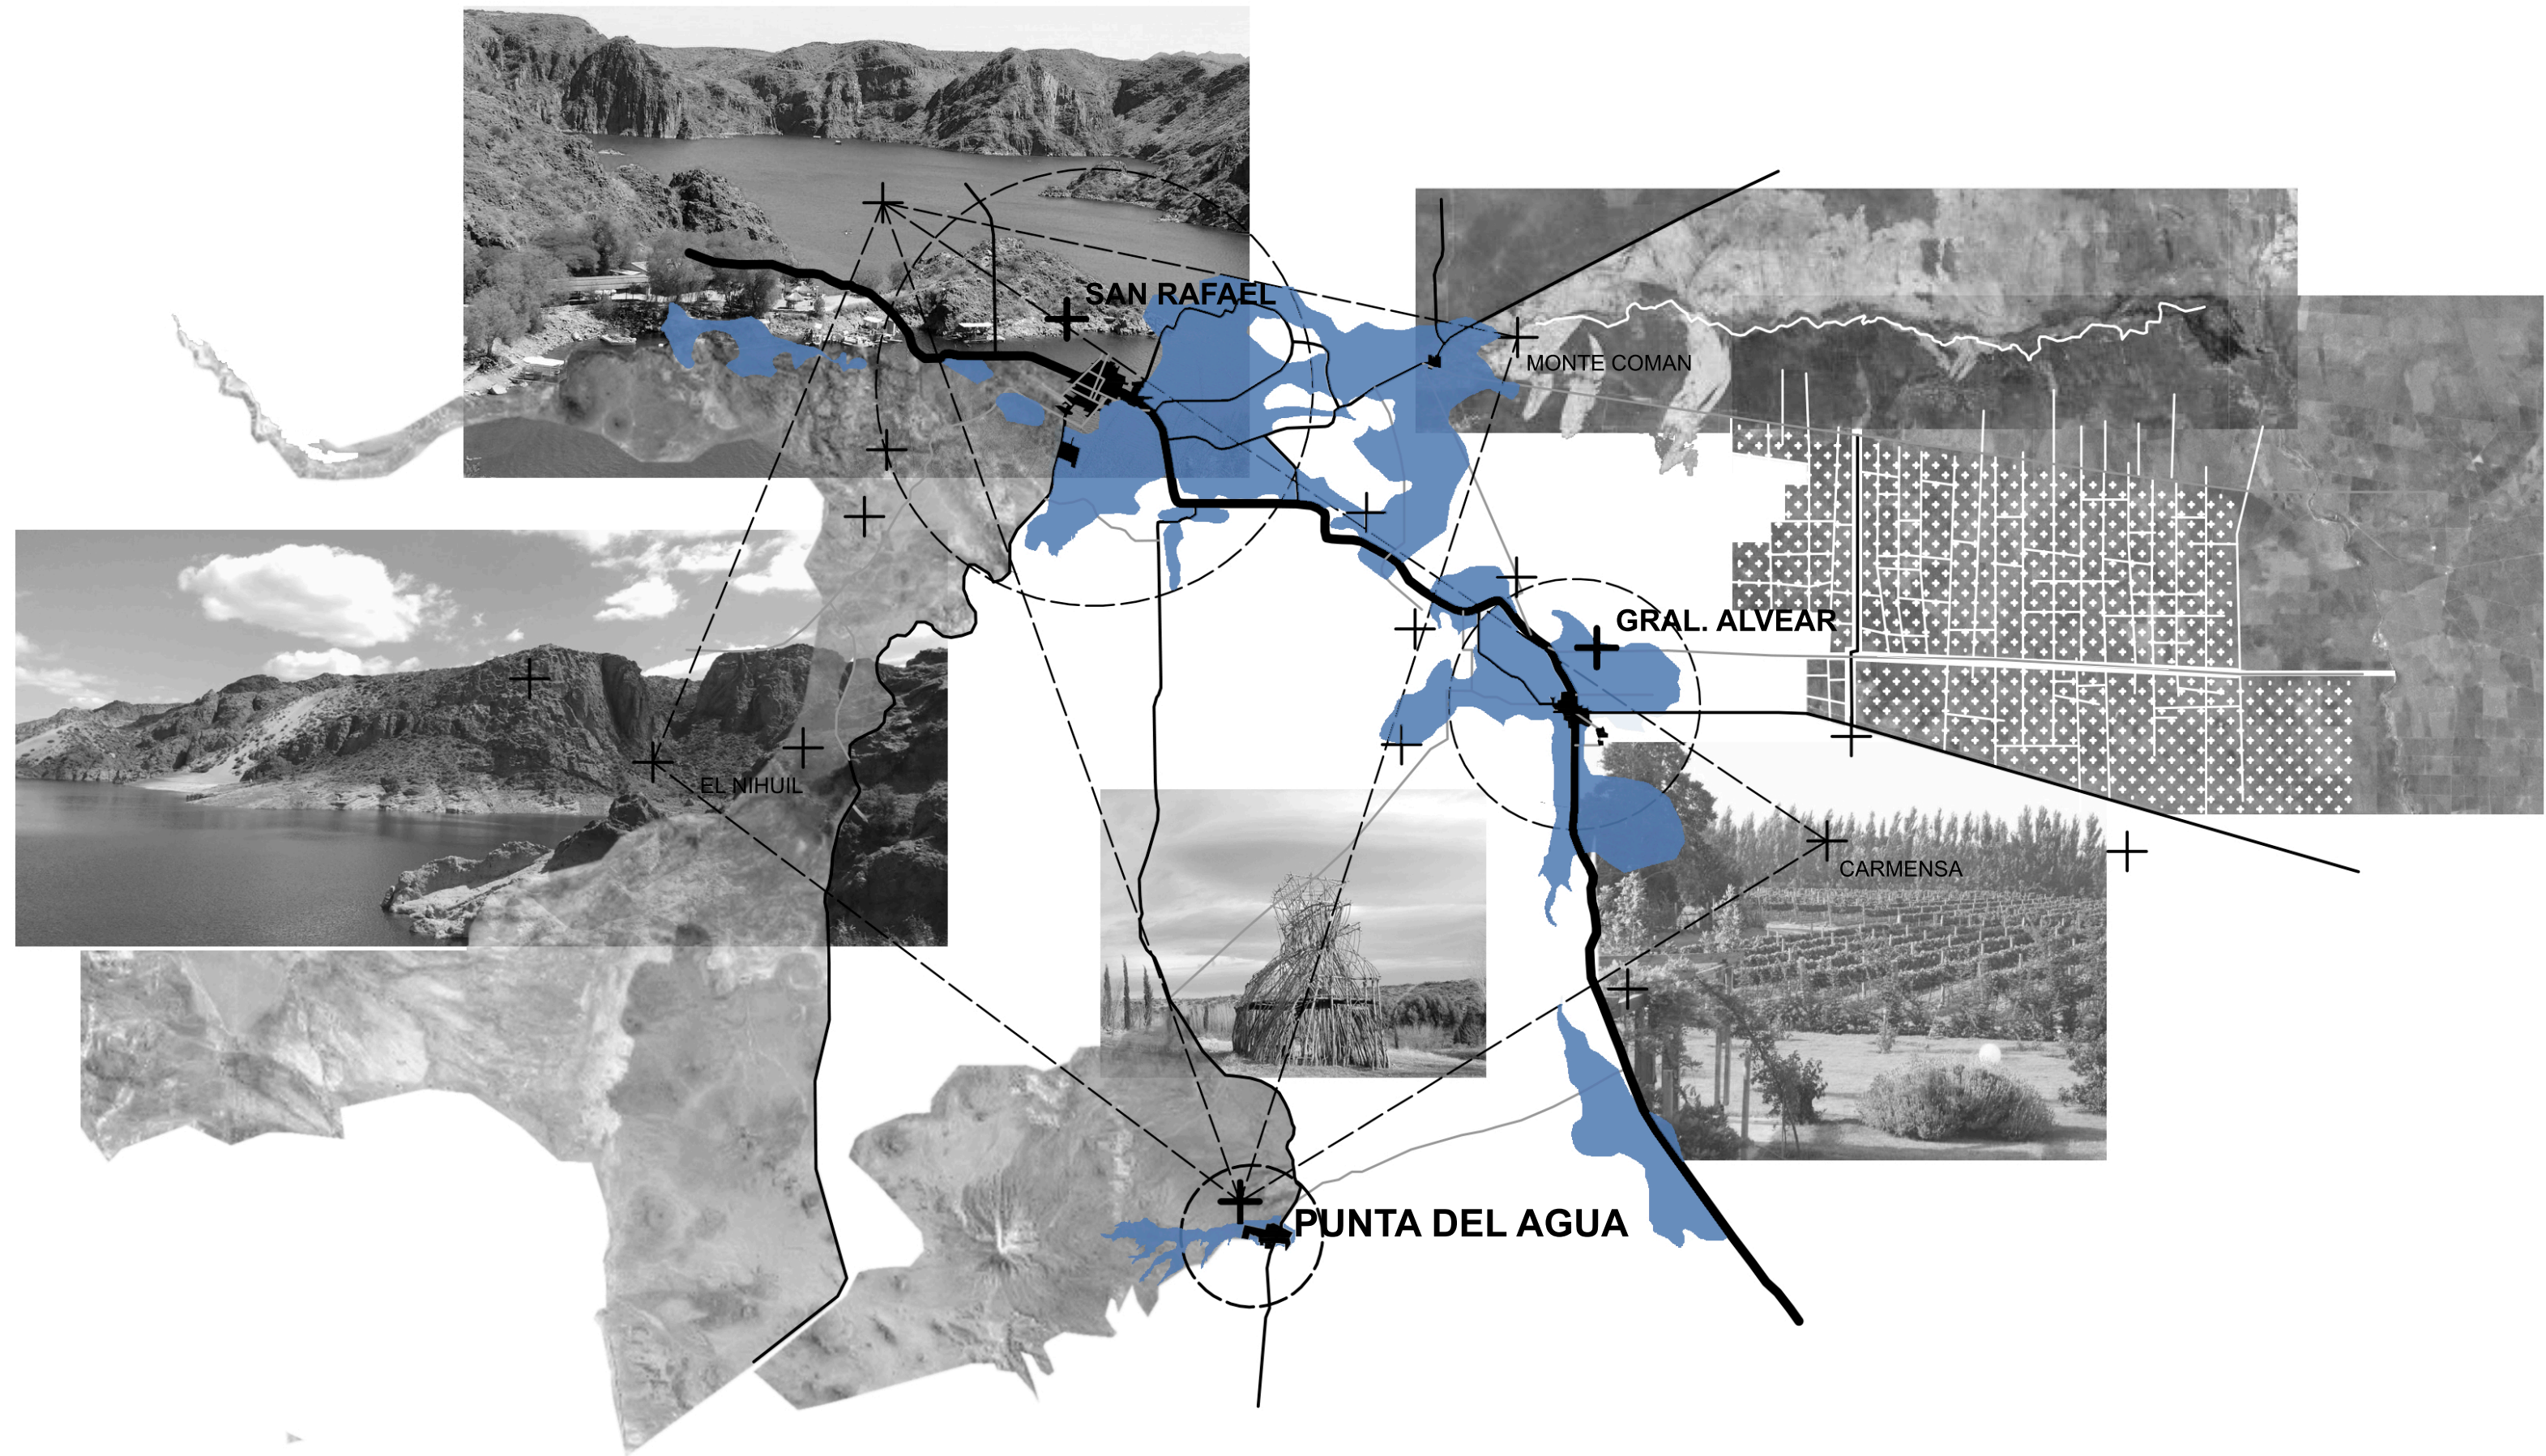 SAN RAFAEL
MONTE COMAN
GRAL. ALVEAR
EL NIHUIL
CARMENSA
PUNTA DEL AGUA